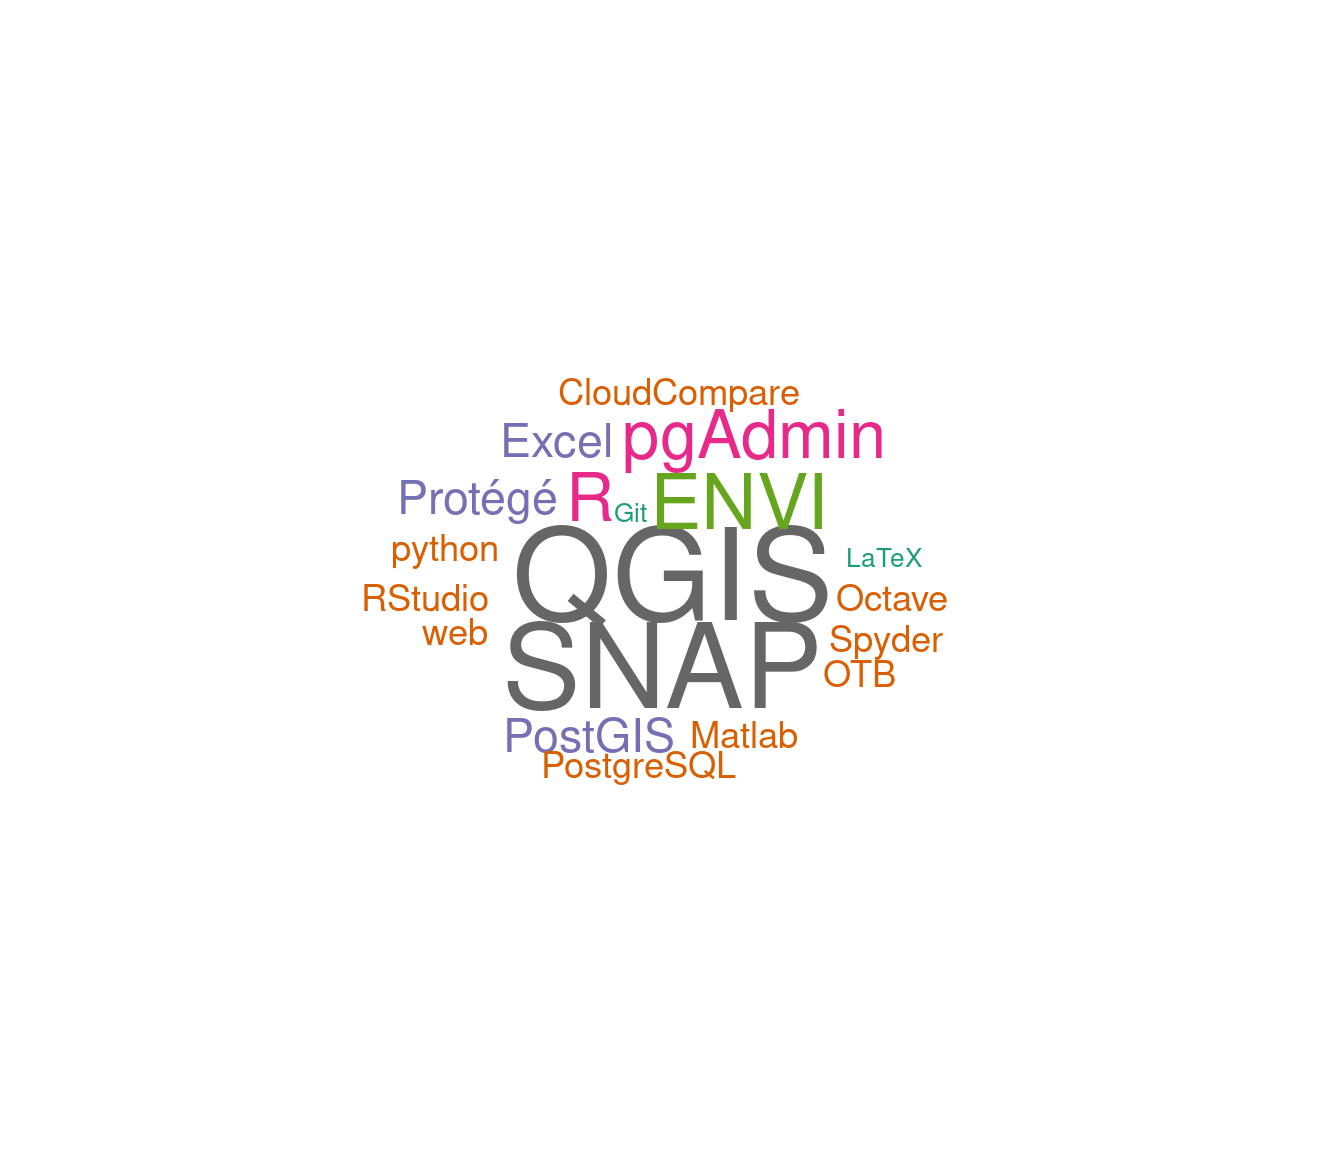 CloudCompare
Excel pgAdmin
Protégé R Git ENVI
python QGIS LaTeX
RStudio Octave
web SNAP Spyder
OTB
PostGIS Matlab
PostgreSQL